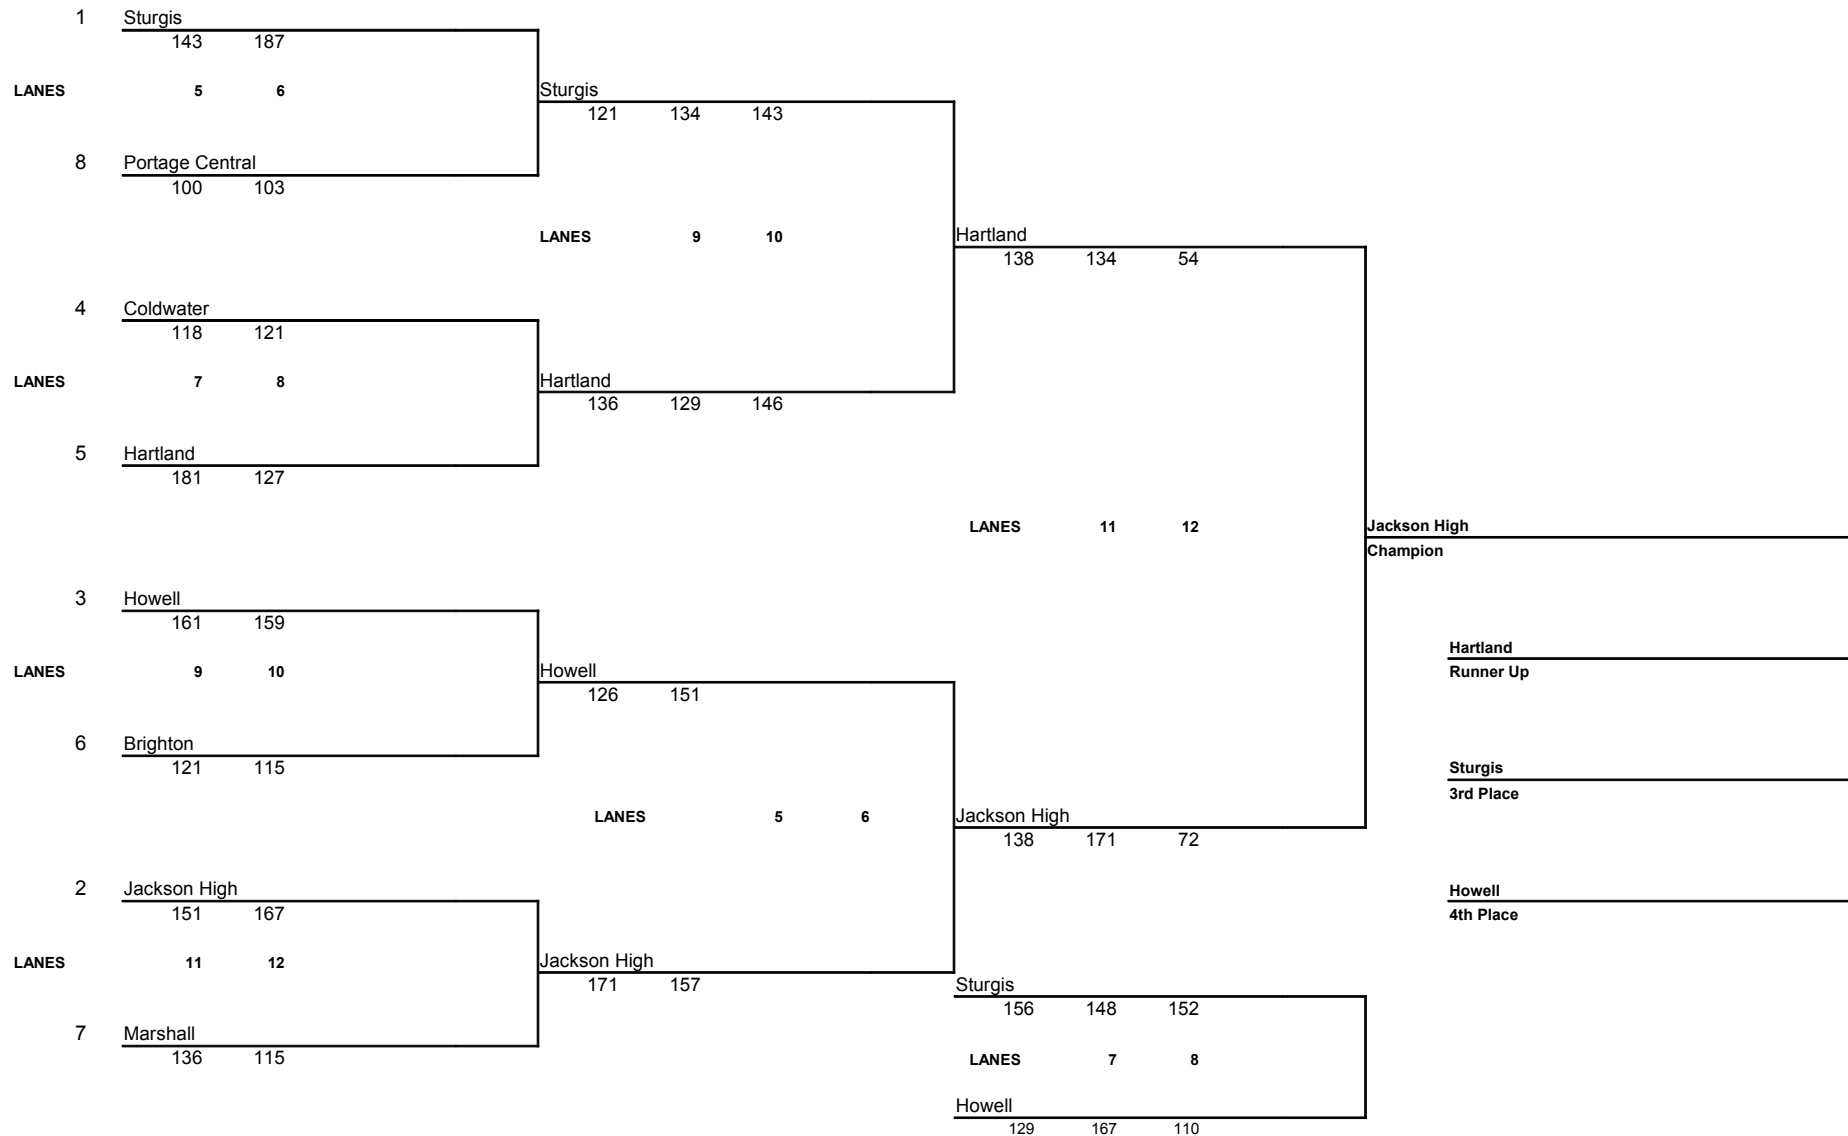 1 Sturgis
143 187
LANES 5 6
8 Portage Central
100 103
4 Coldwater
118 121
LANES 7 8
5 Hartland
181 127
3 Howell
161 159
LANES 9 10
6 Brighton
121 115
2 Jackson High
151 167
LANES 11 12
7 Marshall
136 115
Sturgis
121 134 143
LANES 9 10
Hartland
136 129 146
Howell
126 151
LANES 5 6
Jackson High
171 157
Hartland
138 134 54
LANES 11 12
Jackson High
138 171 72
Sturgis
156 148 152
LANES 7 8
Howell
129 167 110
Jackson High
Champion
Hartland
Runner Up
Sturgis
3rd Place
Howell
4th Place